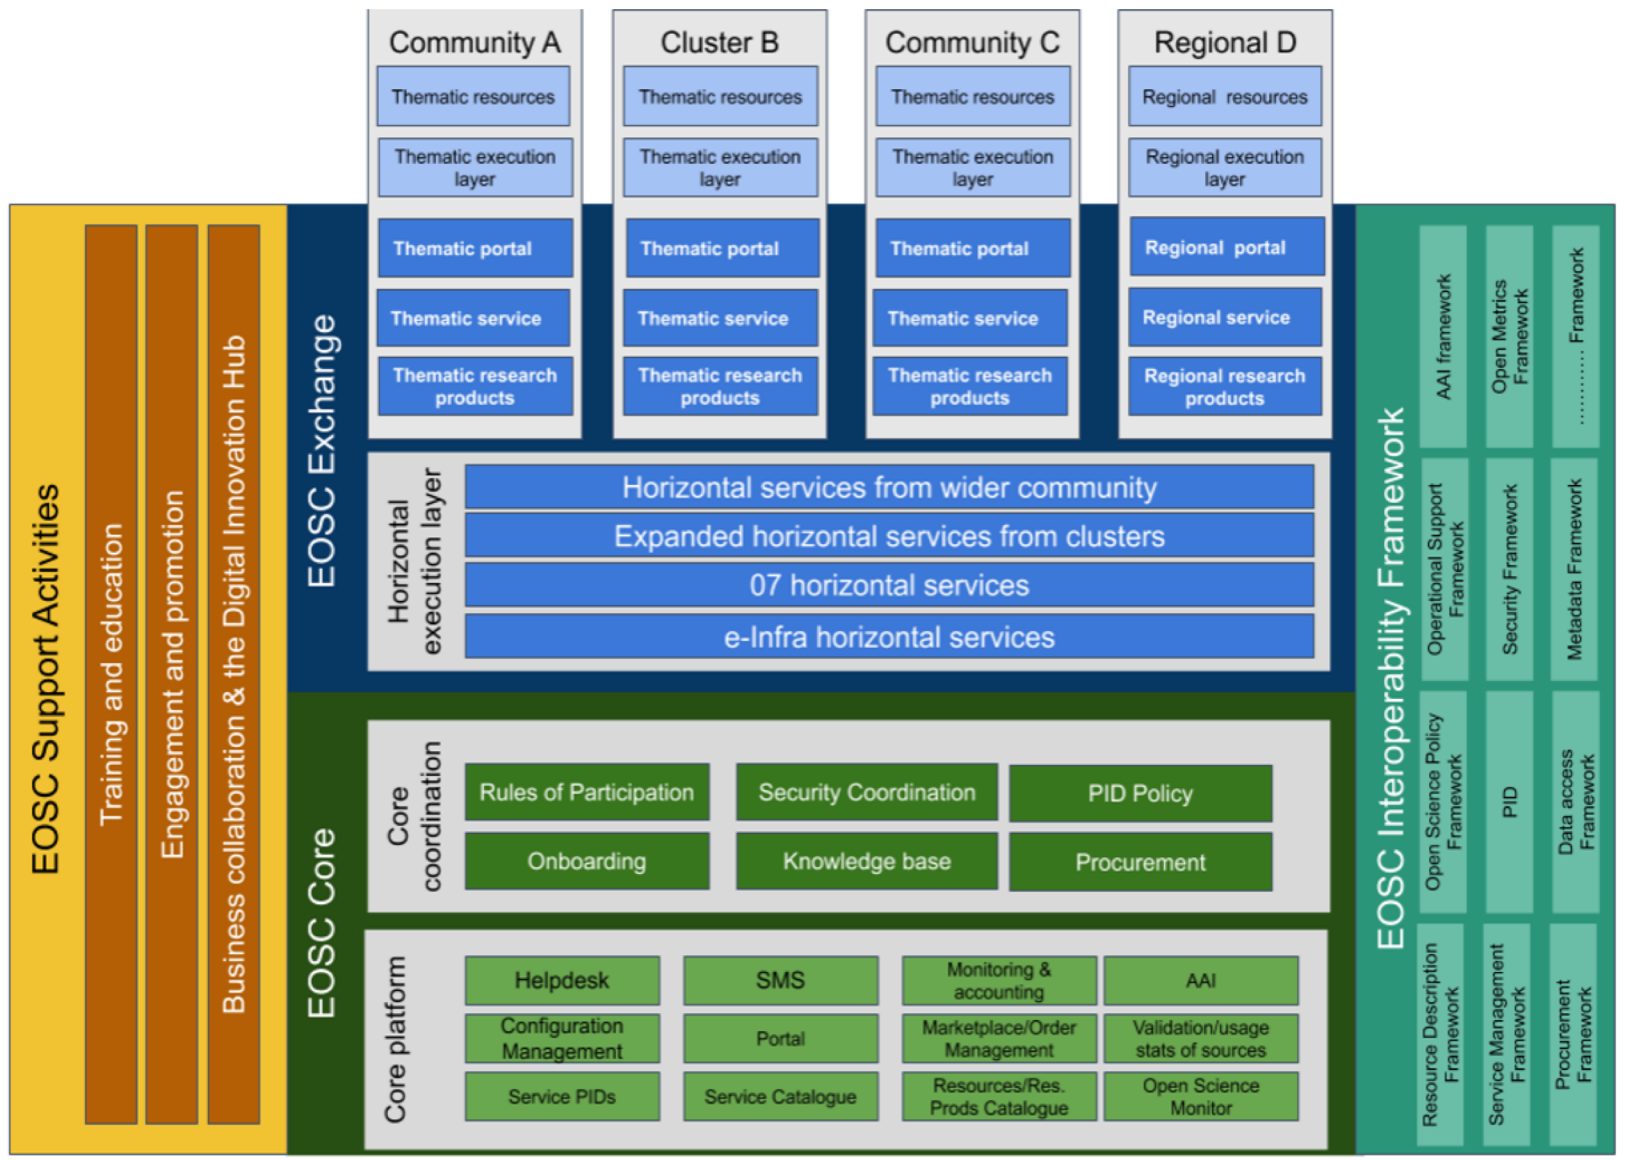 Community A
Thematic resources
Thematic execution
layer
Thematic portal
Thematic service
Thematic research
products
Cluster B
Thematic resources
Thematic execution
layer
Thematic portal
Thematic service
Thematic research
products
Community C
Thematic resources
Thematic execution
layer
Thematic portal
Thematic service
Thematic research
products
Regional D
Regional resources
Regional execution
layer
Regional portal
Regional service
Regional research
products
EOSC Support Activities
Training and education
Engagement and promotion
Business collaboration & the Digital Innovation Hub
EOSC Exchange
Horizontal
execution layer
Horizontal services from wider community
Expanded horizontal services from clusters
07 horizontal services
e-Infra horizontal services
EOSC Core
Core
coordination
Rules of Participation
Security Coordination
PID Policy
Onboarding
Knowledge base
Procurement
Core platform
Helpdesk
SMS
Monitoring &
accounting
AAI
Configuration
Management
Portal
Marketplace/Order
Management
Validation/usage
stats of sources
Service PIDs
Service Catalogue
Resources/Res.
Prods Catalogue
Open Science
Monitor
EOSC Interoperability Framework
AAI framework
Open Metrics
Framework
........... Framework
Operational Support
Framework
Security Framework
Metadata Framework
Open Science Policy
Framework
PID
Data access
Framework
Resource Description
Framework
Service Management
Framework
Procurement
Framework